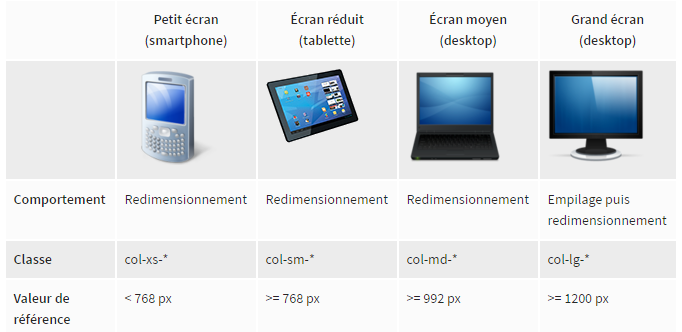 Petit écran
(smartphone)
Écran réduit
(tablette)
Écran moyen
(desktop)
Grand écran
(desktop)
Comportement
Redimensionnement
Redimensionnement
Redimensionnement
Empilage puis
redimensionnement
Classe
col-xs-*
col-sm-*
col-md-*
col-lg-*
Valeur de
référence
< 768 px
>= 768 px
>= 992 px
>= 1200 px